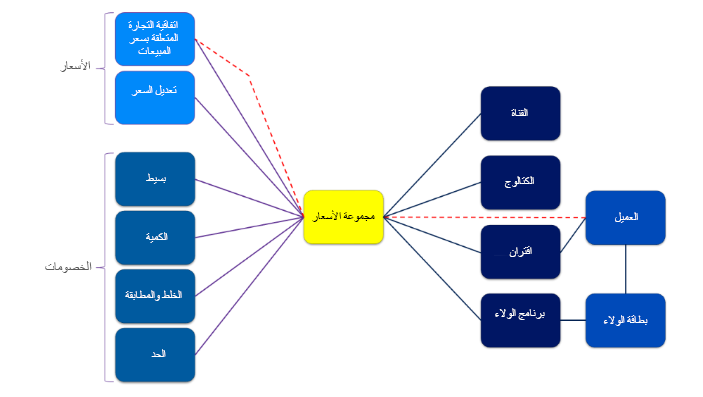 اتفاقية التجارة
المتعلقة بسعر
المبيعات
الأسعار
تعديل السعر
القناة
بسيط
الكتالوج
مجموعة الأسعار
العميل
الكمية
اقتران
الخصومات
الخلط والمطابقة
برنامج الولاء
بطاقة الولاء
الحد